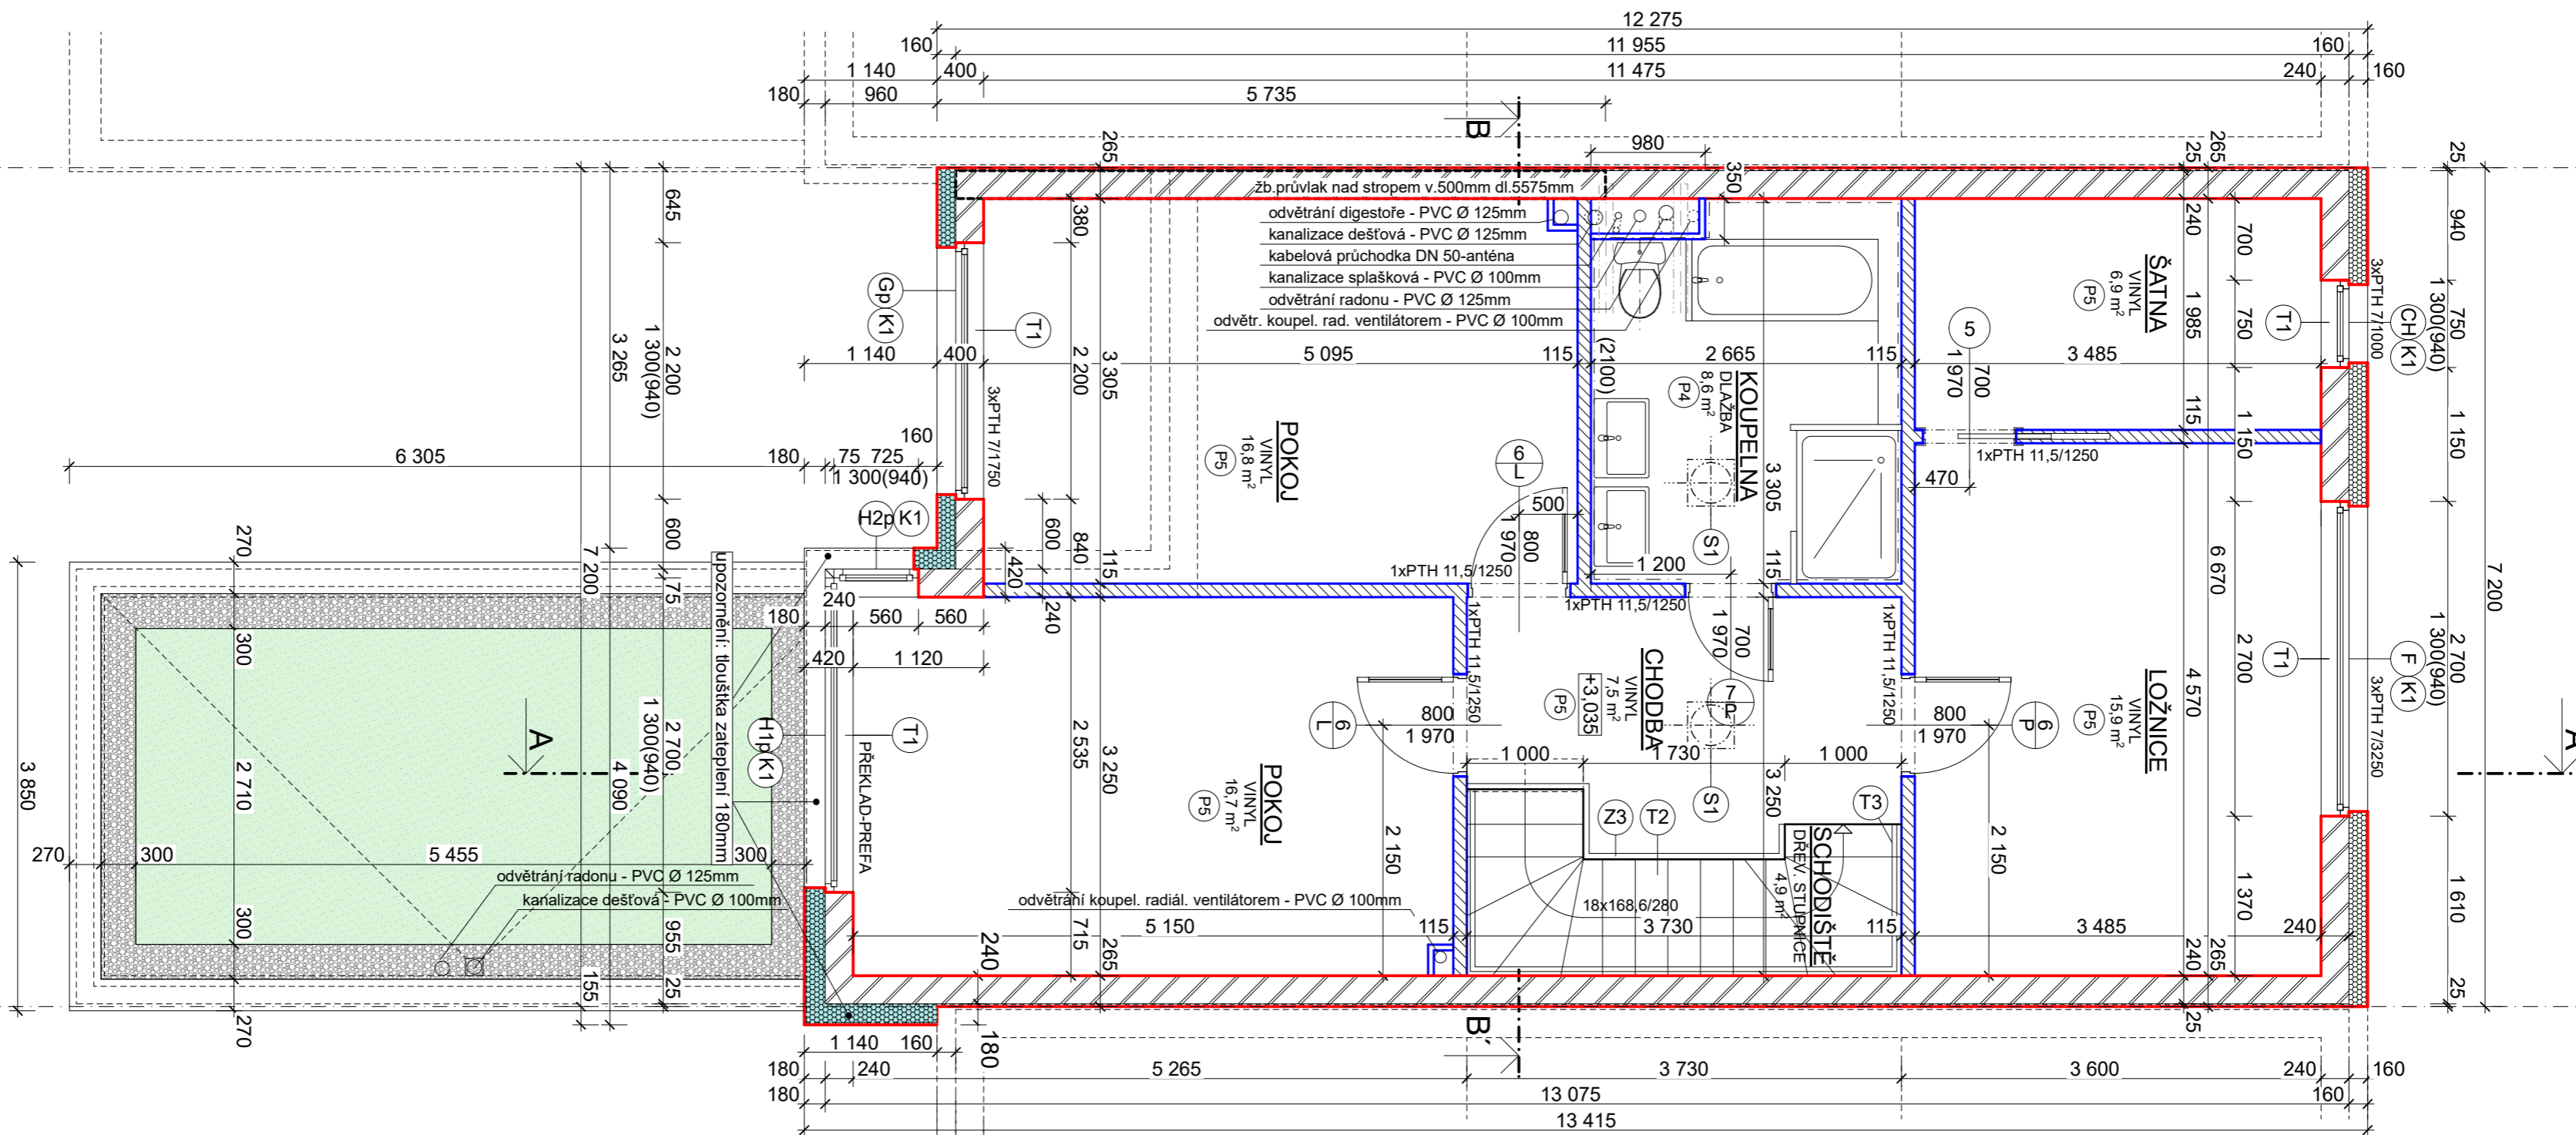 12 275
160
11 955
160
1 140
400
11 475
240
160
180
960
5 735
B
265
980
350
25
265
25
žb.průvlak nad stropem v.500mm dl.5575mm
odvětrání digestoře - PVC Ø 125mm
kanalizace dešťová - PVC Ø 125mm
kabelová průchodka DN 50-anténa
kanalizace splašková - PVC Ø 100mm
odvětrání radonu - PVC Ø 125mm
odvětr. koupel. rad. ventilátorem - PVC Ø 100mm
645
380
240
700
940
ŠATNA
VINYL
6,9 m²
P5
3xPTH 7/1000
Gp
K1
T1
5
T1
CH
K1
750
750
1 300(940)
3 265
1 300(940)
2 200
2 200
3 305
1 985
1 140
400
5 095
115
(2100)
2 665
115
700
1 970
3 485
3xPTH 7/1750
KOUPELNA
DLAŽBA
8,6 m²
P4
115
1 150
1 150
POKOJ
VINYL
16,8 m²
P5
6
L
160
6 305
180
75
725
1 300(940)
H2p
K1
3 305
1xPTH 11,5/1250
470
500
800
1 970
S1
270
7 200
600
600
840
115
420
1xPTH 11,5/1250
1 200
115
6 670
7 200
upozornění: tloušťka zateplení 180mm
75
240
240
180
560
560
1xPTH 11,5/1250
1xPTH 11,5/1250
1xPTH 11,5/1250
700
1 970
420
1 120
300
CHODBA
VINYL
7,5 m²
+3,035
P5
7
P
LOŽNICE
VINYL
15,9 m²
P5
4 570
2 700
T1
F
K1
2 700
1 300(940)
3xPTH 7/3250
A
A
3 850
2 710
4 090
1 300(940)
2 700
H1p
K1
T1
PŘEKLAD-PREFA
2 535
3 250
6
L
800
1 970
800
1 970
6
P
1 000
1 730
1 000
3 250
POKOJ
VINYL
16,7 m²
P5
2 150
Z3
T2
S1
T3
2 150
SCHODIŠTĚ
DŘEV. STUPNICE
4,9 m²
270
300
5 455
300
odvětrání radonu - PVC Ø 125mm
kanalizace dešťová - PVC Ø 100mm
odvětrání koupel. radiál. ventilátorem - PVC Ø 100mm
18x168,6/280
1 370
1 610
300
955
715
5 150
115
3 730
115
3 485
240
25
155
270
240
265
240
265
25
25
180
B'
1 140
160
180
240
5 265
3 730
3 600
240
160
180
13 075
160
13 415